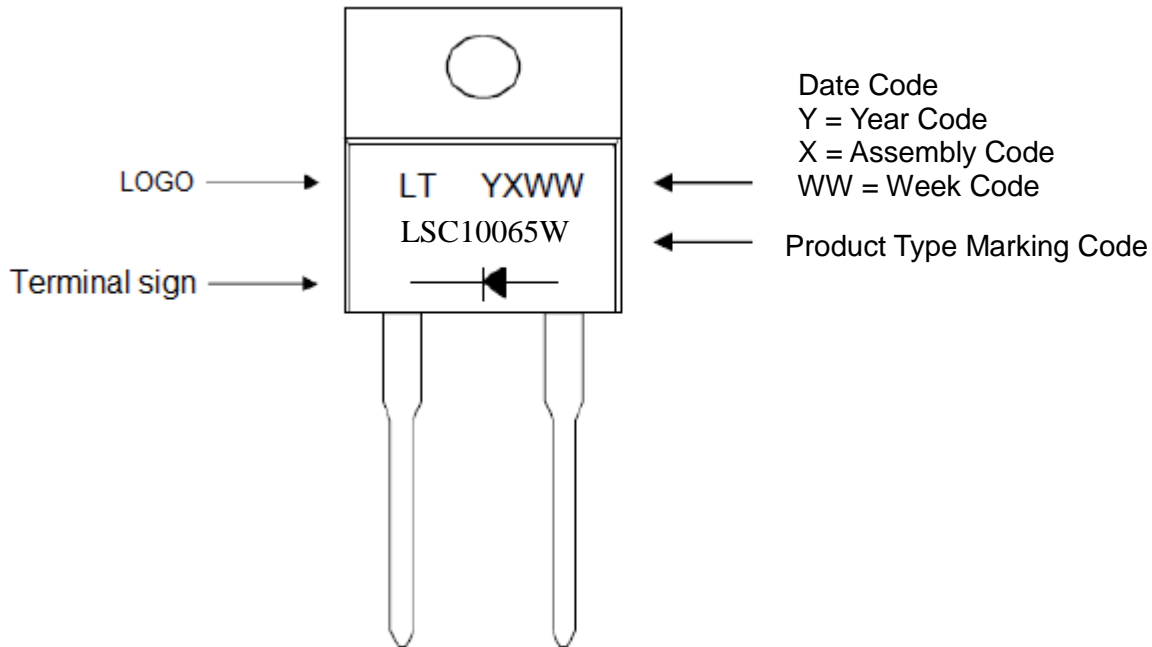 Date Code
Y = Year Code
X = Assembly Code
WW = Week Code
LOGO
LT YXWW
LSC10065W
Product Type Marking Code
Terminal sign